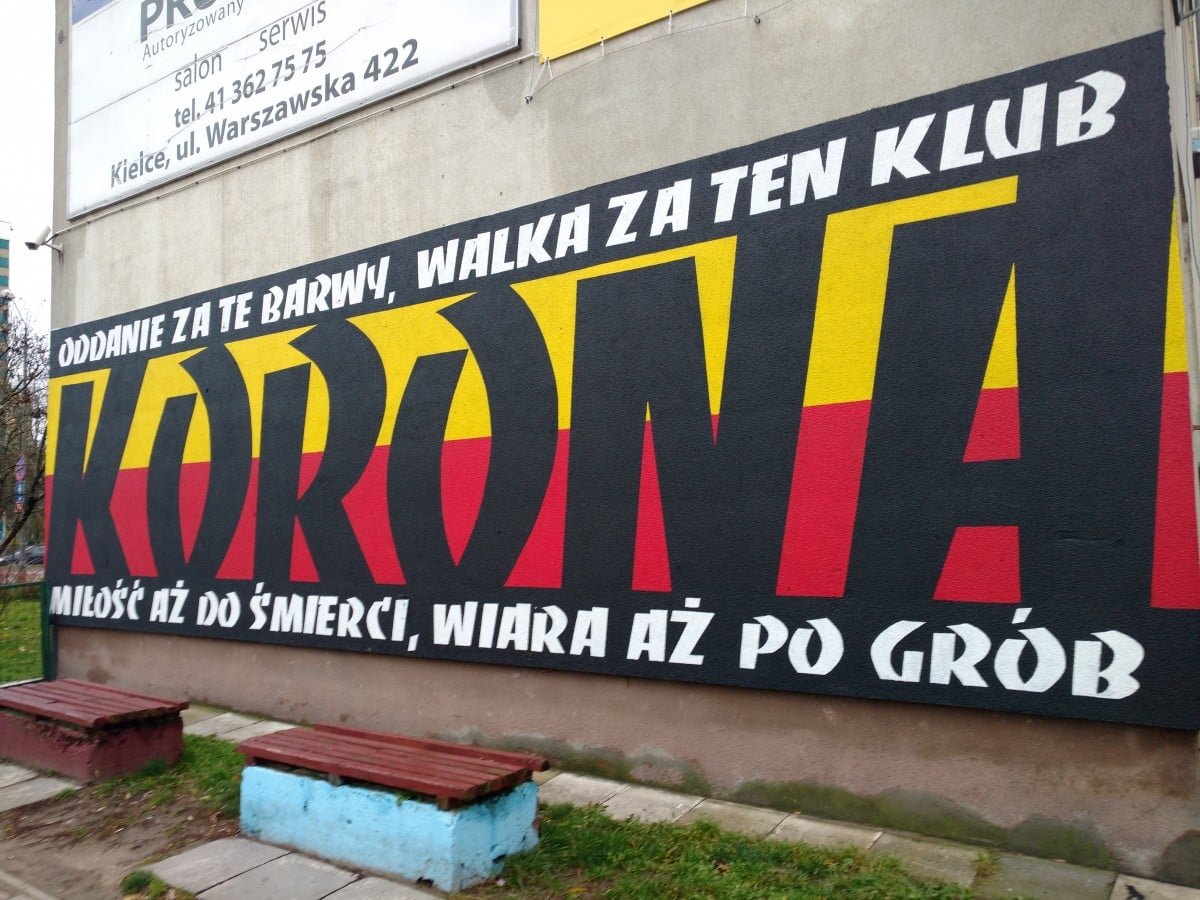 Autoryzowany
salon serwis
tel. 41 362 75 75
Kielce, ul. Warszawska 422
ODDANIE ZA TE BARWY, WALKA ZA TEN KLUB
KORONA
MIŁOŚĆ AŻ DO ŚMIERCI, WIARA AŻ PO GRÓB